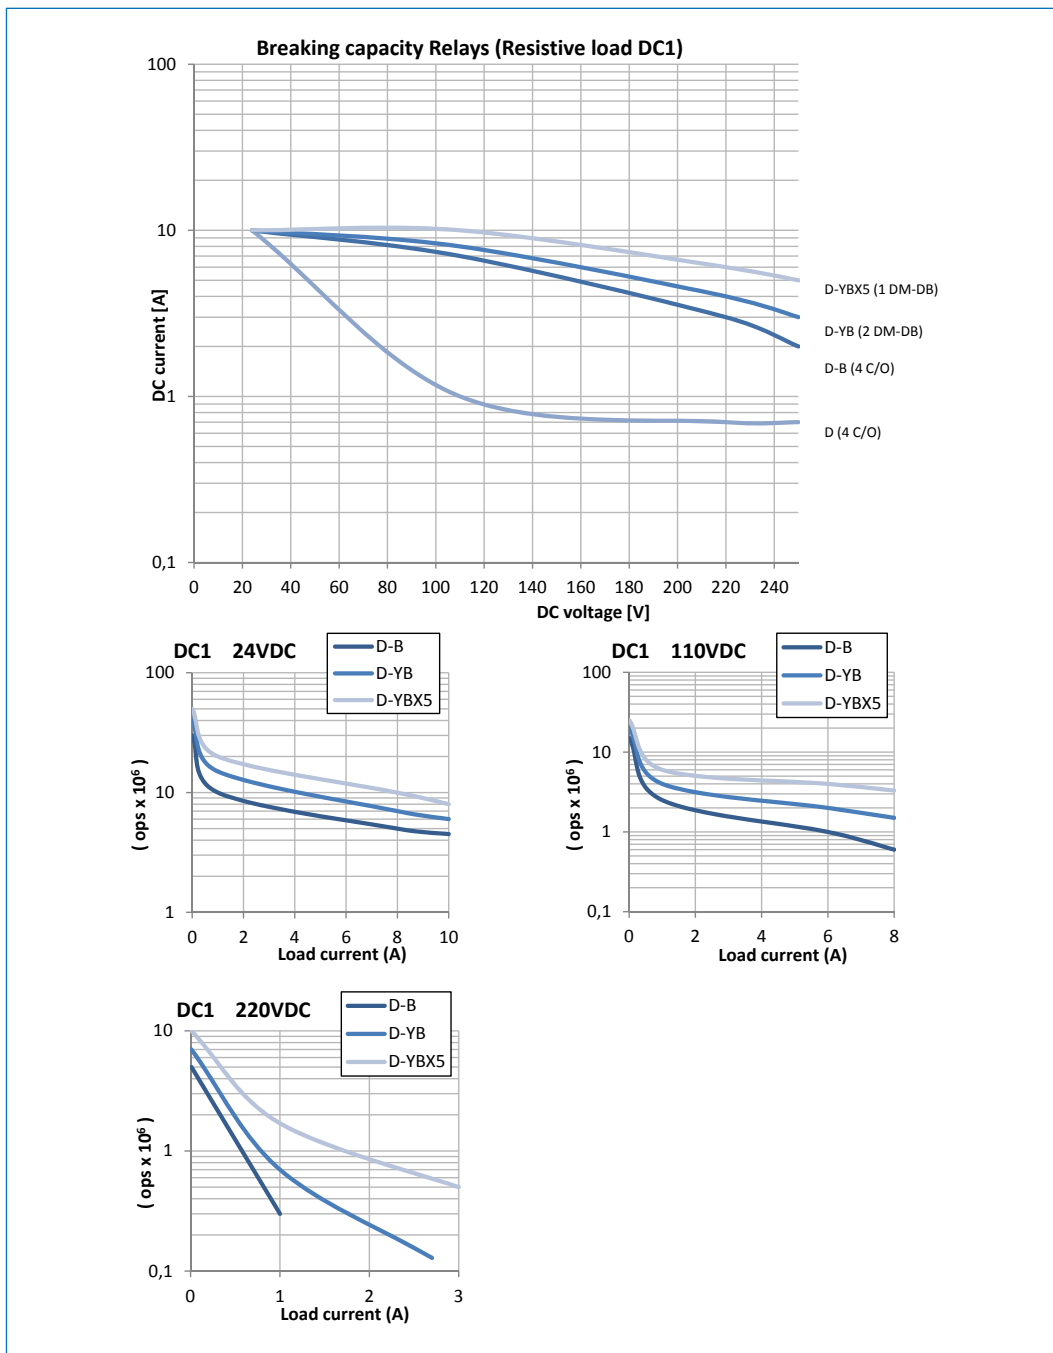 Breaking capacity Relays (Resistive load DC1)
100
10
1
0,1
DC current [A]
0 20 40 60 80 100 120 140 160 180 200 220 240
DC voltage [V]
D-YBX5 (1 DM-DB)
D-YB (2 DM-DB)
D-B (4 C/O)
D (4 C/O)
DC1 24VDC
D-B
D-YB
D-YBX5
100
10
1
( ops x 10⁶ )
0 2 4 6 8 10
Load current (A)
DC1 110VDC
D-B
D-YB
D-YBX5
100
10
1
0,1
( ops x 10⁶ )
0 2 4 6 8
Load current (A)
DC1 220VDC
D-B
D-YB
D-YBX5
10
1
0,1
( ops x 10⁶ )
0 1 2 3
Load current (A)